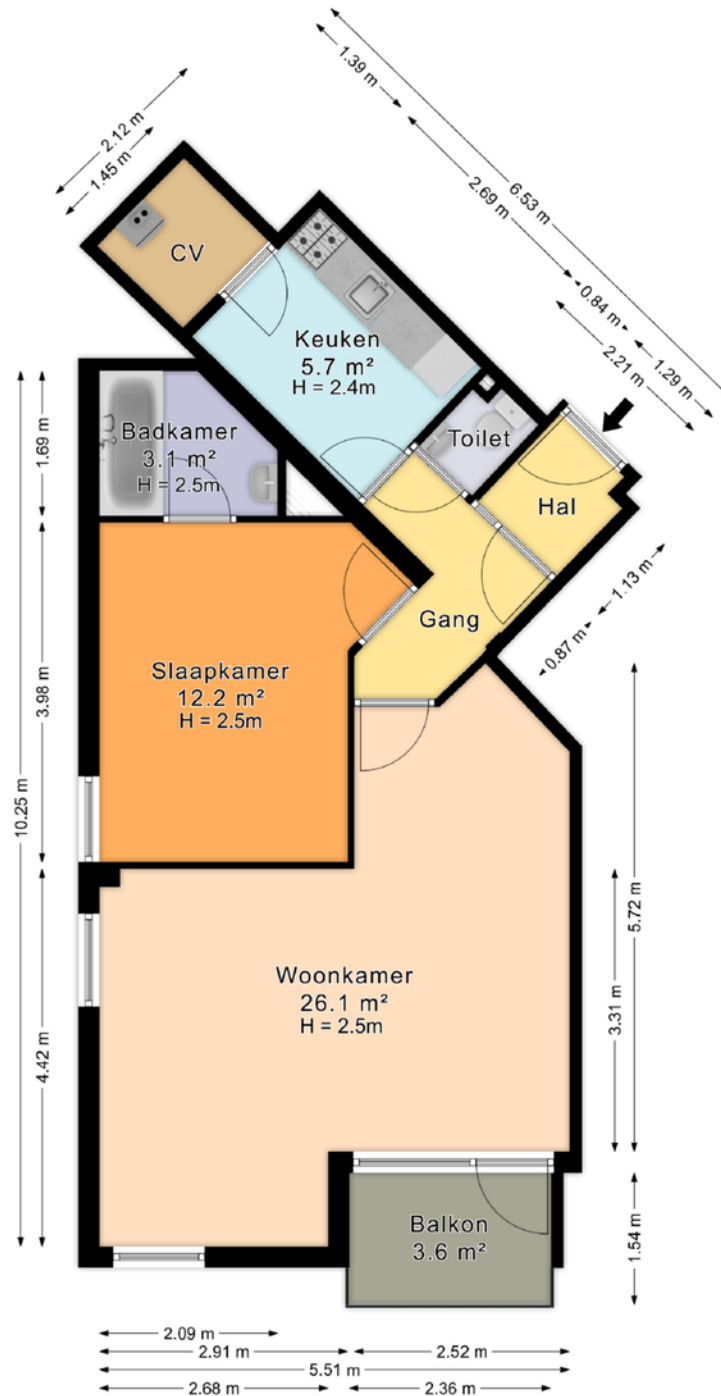 1.39 m
6.53 m
2.69 m
0.84 m
1.29 m
2.21 m
2.12 m
1.45 m
CV
Keuken
5.7 m²
H = 2.4m
Toilet
Hal
Badkamer
3.1 m²
H = 2.5m
Gang
1.13 m
0.87 m
Slaapkamer
12.2 m²
H = 2.5m
1.69 m
3.98 m
10.25 m
4.42 m
Woonkamer
26.1 m²
H = 2.5m
5.72 m
3.31 m
1.54 m
Balkon
3.6 m²
2.09 m
2.91 m
2.52 m
5.51 m
2.68 m
2.36 m